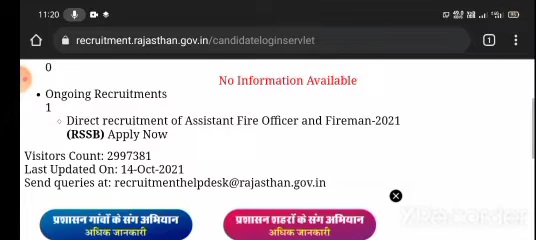 11:20
recruitment.rajasthan.gov.in/candidateloginservlet
1
0
No Information Available
Ongoing Recruitments
1
Direct recruitment of Assistant Fire Officer and Fireman-2021
(RSSB) Apply Now
Visitors Count: 2997381
Last Updated On: 14-Oct-2021
Send queries at: recruitmenthelpdesk@rajasthan.gov.in
प्रशासन गांवों के संग अभियान
अधिक जानकारी
प्रशासन शहरों के संग अभियान
अधिक जानकारी